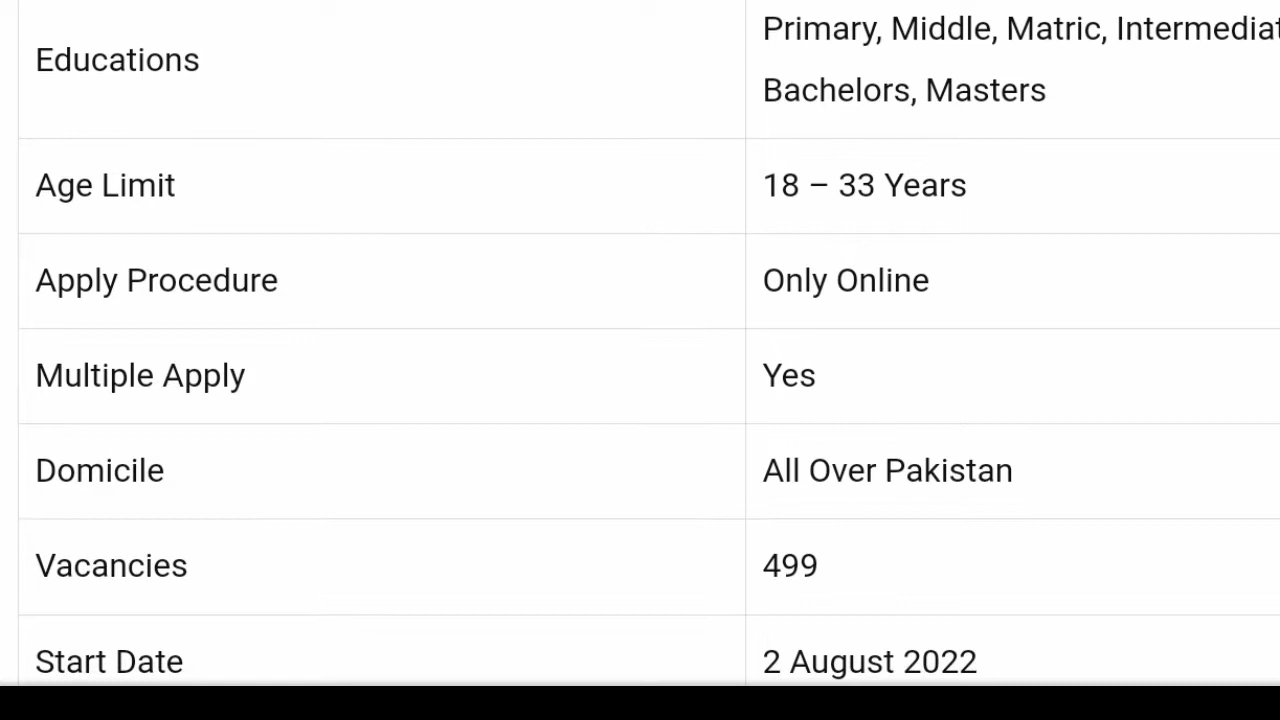 Educations
Primary, Middle, Matric,
Bachelors, Masters
Age Limit
18 – 33 Years
Apply Procedure
Only Online
Multiple Apply
Yes
Domicile
All Over Pakistan
Vacancies
499
Start Date
2 August 2022